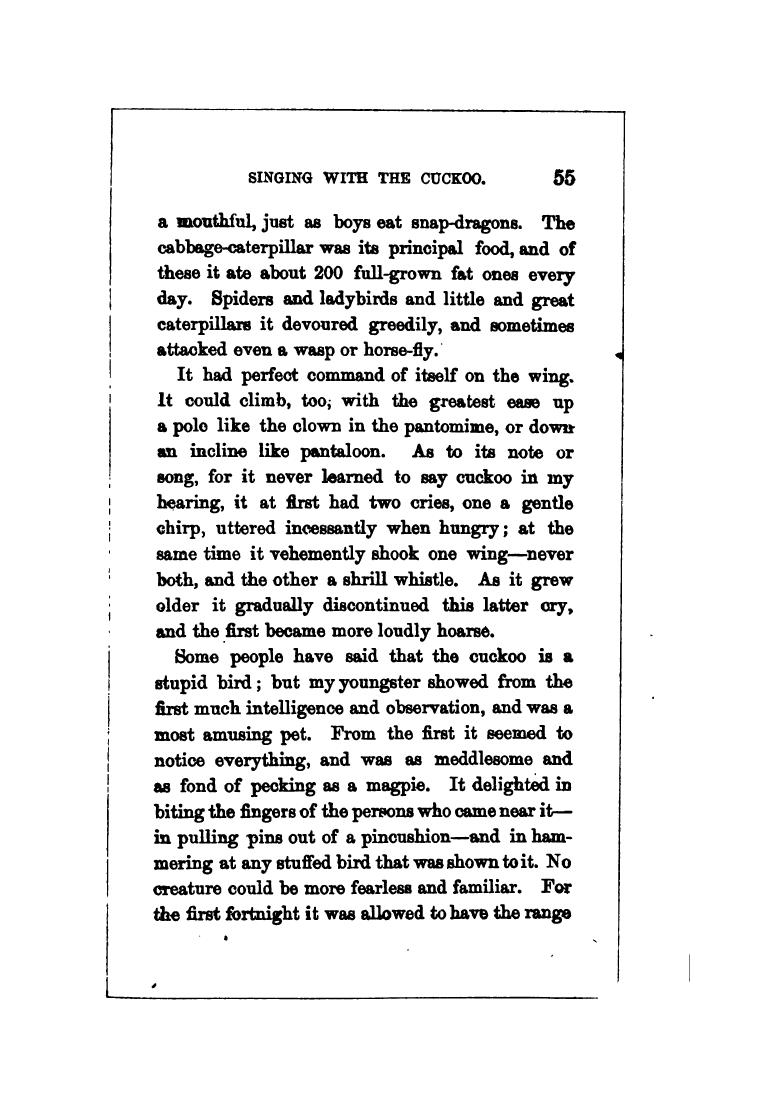 SINGING WITH THE CUCKOO. 55
a mouthful, just as boys eat snap-dragons. The
cabbage-caterpillar was its principal food, and of
these it ate about 200 full-grown fat ones every
day. Spiders and ladybirds and little and great
caterpillars it devoured greedily, and sometimes
attacked even a wasp or horse-fly.
It had perfect command of itself on the wing.
It could climb, too, with the greatest ease up
a pole like the clown in the pantomime, or down
an incline like pantaloon. As to its note or
song, for it never learned to say cuckoo in my
hearing, it at first had two cries, one a gentle
chirp, uttered incessantly when hungry; at the
same time it vehemently shook one wing—never
both, and the other a shrill whistle. As it grew
older it gradually discontinued this latter cry,
and the first became more loudly hoarse.
Some people have said that the cuckoo is a
stupid bird; but my youngster showed from the
first much intelligence and observation, and was a
most amusing pet. From the first it seemed to
notice everything, and was as meddlesome and
as fond of pecking as a magpie. It delighted in
biting the fingers of the persons who came near it—
in pulling pins out of a pincushion—and in ham-
mering at any stuffed bird that was shown to it. No
creature could be more fearless and familiar. For
the first fortnight it was allowed to have the range